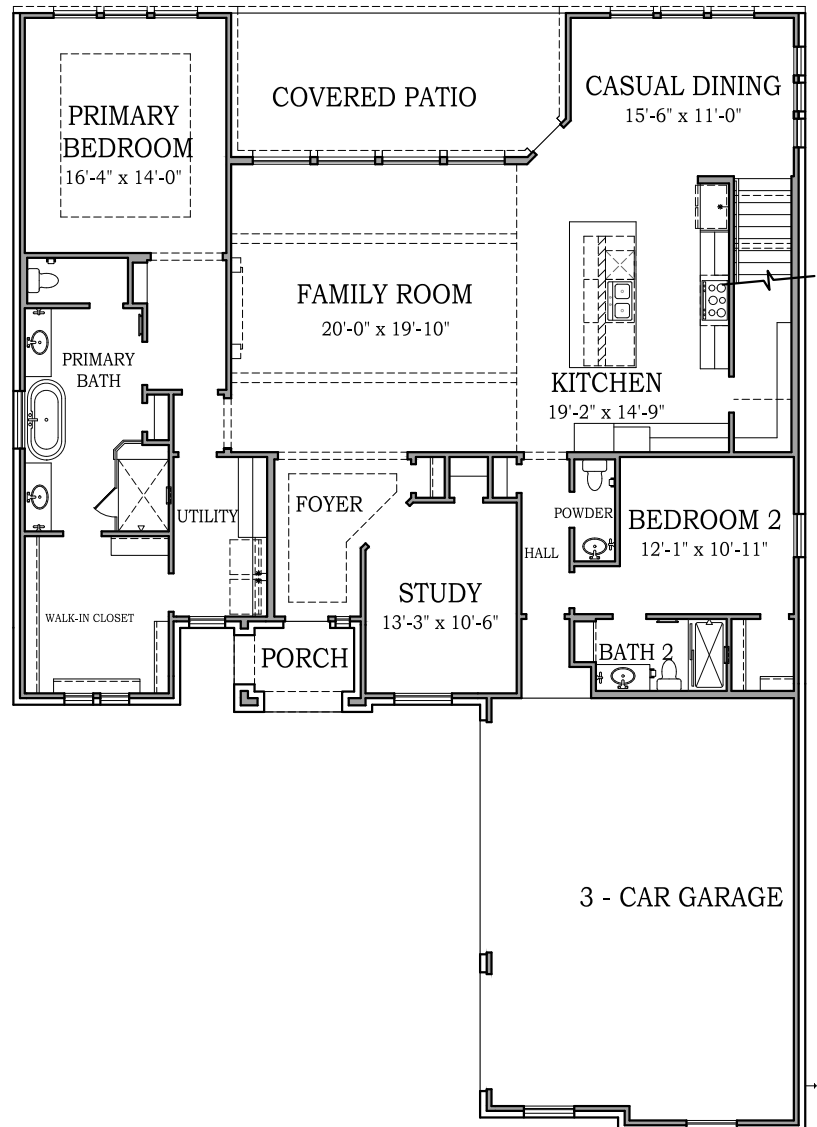 COVERED PATIO
CASUAL DINING
15'-6" x 11'-0"
PRIMARY
BEDROOM
16'-4" x 14'-0"
FAMILY ROOM
20'-0" x 19'-10"
PRIMARY
BATH
KITCHEN
19'-2" x 14'-9"
UTILITY
FOYER
POWDER
BEDROOM 2
12'-1" x 10'-11"
HALL
STUDY
13'-3" x 10'-6"
WALK-IN CLOSET
PORCH
BATH 2
3 - CAR GARAGE